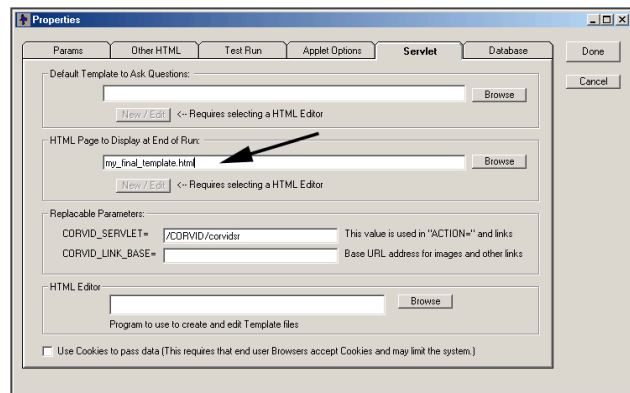 Properties
Params Other HTML Test Run Applet Options Servlet Database
Done
Cancel
Default Template to Ask Questions:
Browse
New / Edit <-- Requires selecting a HTML Editor
HTML Page to Display at End of Run:
my_final_template.html Browse
New / Edit <-- Requires selecting a HTML Editor
Replacable Parameters:
CORVID_SERVLET= /CORVID/corvidsr This value is used in "ACTION=" and links
CORVID_LINK_BASE= Base URL address for images and other links
HTML Editor
Browse
Program to use to create and edit Template files
Use Cookies to pass data (This requires that end user Browsers accept Cookies and may limit the system.)